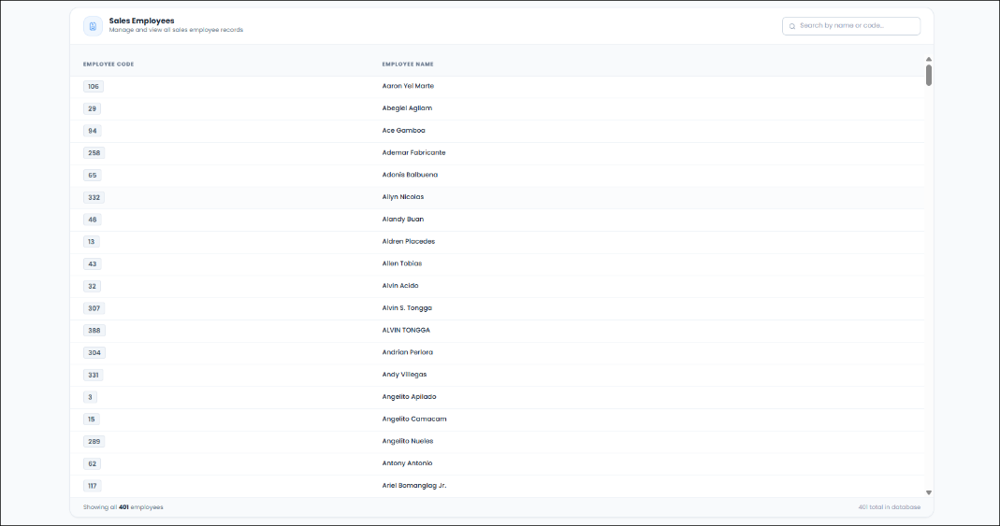 Sales Employees
Manage and view all sales employee records
Search by name or code...
EMPLOYEE CODE EMPLOYEE NAME
106 Aaron Yel Marte
29 Abegiel Agliam
94 Ace Gamboa
258 Ademar Fabricante
65 Adonis Balbuena
332 Ailyn Nicolas
46 Alandy Buan
13 Aldren Placedes
43 Allen Tobias
32 Alvin Acido
307 Alvin S. Tongga
388 ALVIN TONGGA
304 Andrian Perlora
331 Andy Villegas
3 Angelito Apilado
15 Angelito Camacam
289 Angelito Nueles
62 Antony Antonio
117 Ariel Bamanglag Jr.
Showing all 401 employees 401 total in database